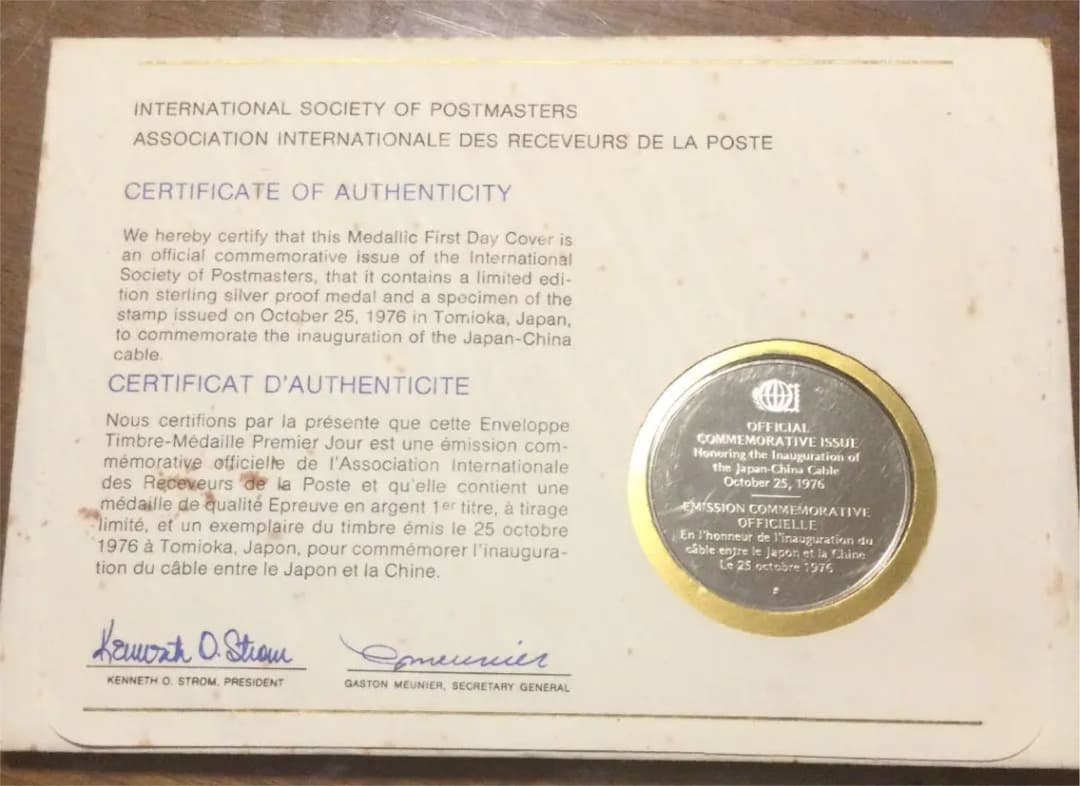 INTERNATIONAL SOCIETY OF POSTMASTERS
ASSOCIATION INTERNATIONALE DES RECEVEURS DE LA POSTE
CERTIFICATE OF AUTHENTICITY
We hereby certify that this Medallic First Day Cover is
an official commemorative issue of the International
Society of Postmasters, that it contains a limited edi-
tion sterling silver proof medal and a specimen of the
stamp issued on October 25, 1976 in Tomioka, Japan,
to commemorate the inauguration of the Japan-China
cable.
CERTIFICAT D'AUTHENTICITE
Nous certifions par la présente que cette Enveloppe
Timbre-Médaille Premier Jour est une émission com-
mémorative officielle de l'Association Internationale
des Receveurs de la Poste et qu'elle contient une
médaille de qualité Epreuve en argent 1er titre, à tirage
limité, et un exemplaire du timbre émis le 25 octobre
1976 à Tomioka, Japon, pour commémorer l'inaugura-
tion du câble entre le Japon et la Chine.
Kenneth O. Strom
G meunier
KENNETH O. STROM, PRESIDENT
GASTON MEUNIER, SECRETARY GENERAL
OFFICIAL
COMMEMORATIVE ISSUE
Honoring the Inauguration of
the Japan-China Cable
October 25, 1976
EMISSION COMMEMORATIVE
OFFICIELLE
En l'honneur de l'inauguration du
câble entre le Japon et la Chine
Le 25 octobre 1976